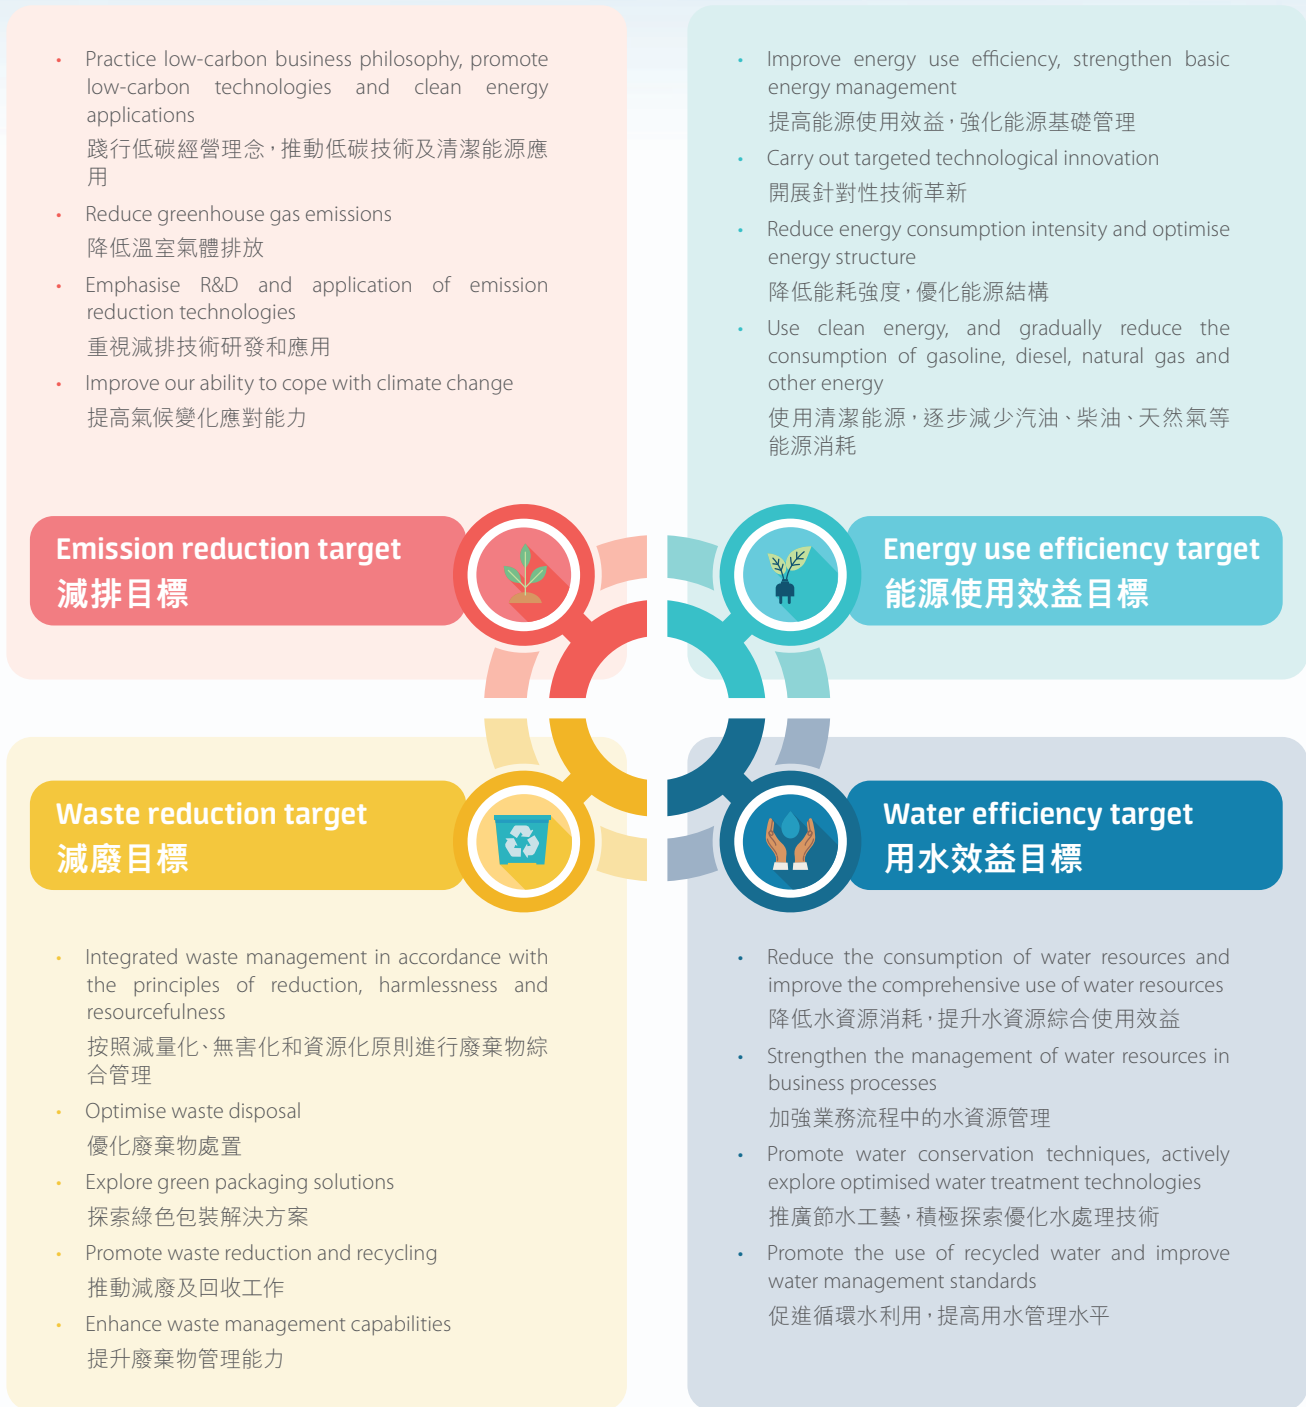 • Practice low-carbon business philosophy, promote
low-carbon technologies and clean energy
applications
踐行低碳經營理念，推動低碳技術及清潔能源應
用
• Reduce greenhouse gas emissions
降低溫室氣體排放
• Emphasise R&D and application of emission
reduction technologies
重視減排技術研發和應用
• Improve our ability to cope with climate change
提高氣候變化應對能力
Emission reduction target
減排目標
• Improve energy use efficiency, strengthen basic
energy management
提高能源使用效益，強化能源基礎管理
• Carry out targeted technological innovation
開展針對性技術革新
• Reduce energy consumption intensity and optimise
energy structure
降低能耗強度，優化能源結構
• Use clean energy, and gradually reduce the
consumption of gasoline, diesel, natural gas and
other energy
使用清潔能源，逐步減少汽油、柴油、天然氣等
能源消耗
Energy use efficiency target
能源使用效益目標
Waste reduction target
減廢目標
• Integrated waste management in accordance with
the principles of reduction, harmlessness and
resourcefulness
按照減量化、無害化和資源化原則進行廢棄物綜
合管理
• Optimise waste disposal
優化廢棄物處置
• Explore green packaging solutions
探索綠色包裝解決方案
• Promote waste reduction and recycling
推動減廢及回收工作
• Enhance waste management capabilities
提升廢棄物管理能力
Water efficiency target
用水效益目標
• Reduce the consumption of water resources and
improve the comprehensive use of water resources
降低水資源消耗，提升水資源綜合使用效益
• Strengthen the management of water resources in
business processes
加強業務流程中的水資源管理
• Promote water conservation techniques, actively
explore optimised water treatment technologies
推廣節水工藝，積極探索優化水處理技術
• Promote the use of recycled water and improve
water management standards
促進循環水利用，提高用水管理水平